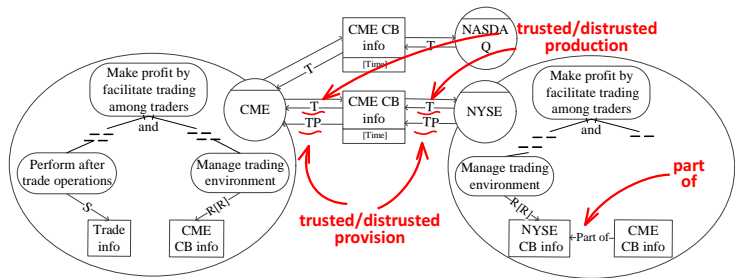 CME CB
info
[Time]
NASDA
Q
T
T
trusted/distrusted
production
Make profit by
facilitate trading
among traders
and
CME
T
TP
CME CB
info
[Time]
T
TP
NYSE
Make profit by
facilitate trading
among traders
and
Perform after
trade operations
Manage trading
environment
S
R[R]
Trade
info
CME
CB info
trusted/distrusted
provision
Manage trading
environment
R[R]
part
of
NYSE
CB info
Part of
CME
CB info